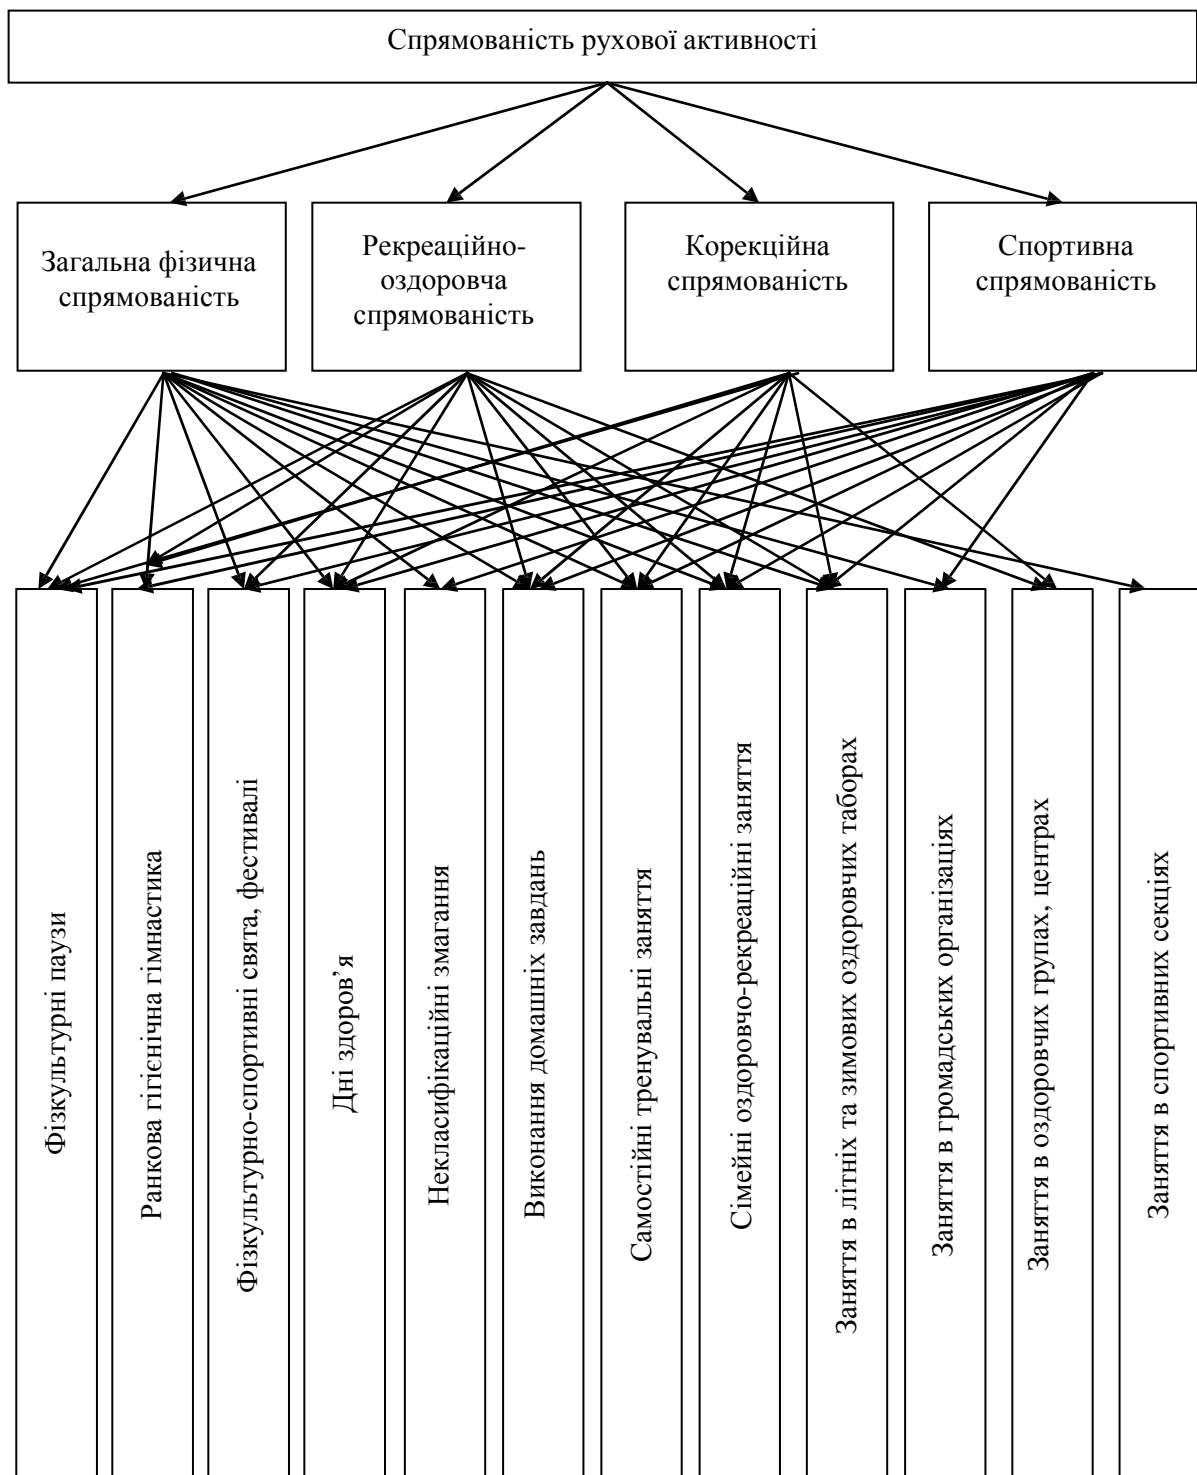 Спрямованість рухової активності
Загальна фізична
спрямованість
Рекреаційно-
оздоровча
спрямованість
Корекційна
спрямованість
Спортивна
спрямованість
Фізкультурні паузи
Ранкова гігієнічна гімнастика
Фізкультурно-спортивні свята, фестивалі
Дні здоров’я
Некласифікаційні змагання
Виконання домашніх завдань
Самостійні тренувальні заняття
Сімейні оздоровчо-рекреаційні заняття
Заняття в літніх та зимових оздоровчих таборах
Заняття в громадських організаціях
Заняття в оздоровчих групах, центрах
Заняття в спортивних секціях